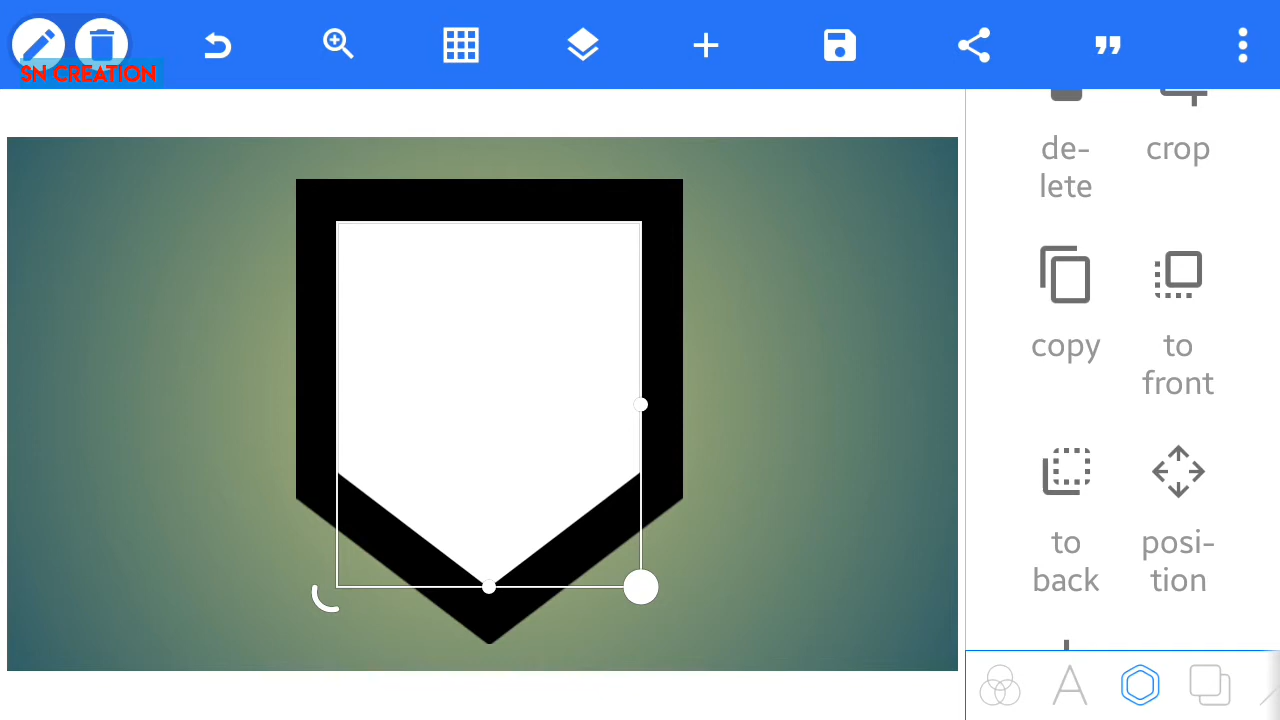 SN CREATION
de-
lete
crop
copy
to
front
to
back
posi-
tion